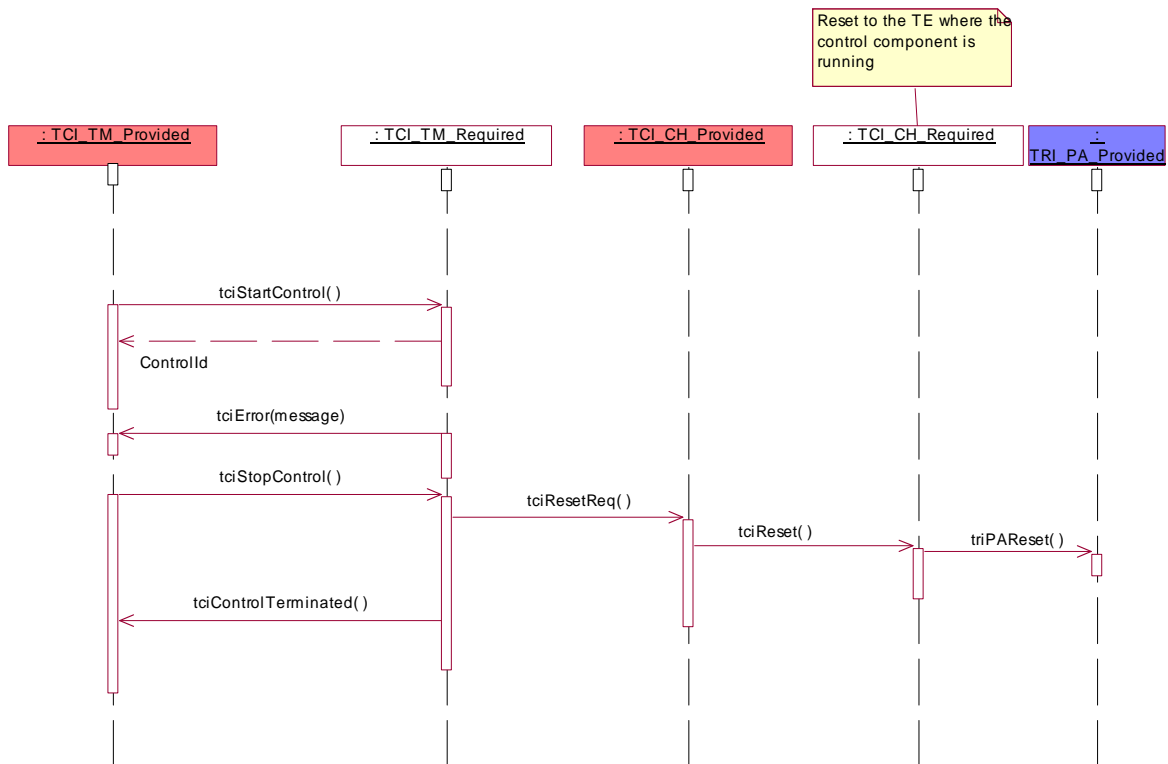 Reset to the TE where the
control component is
running
: TCI_TM_Provided
: TCI_TM_Required
: TCI_CH_Provided
: TCI_CH_Required
:
TRI_PA_Provided
tciStartControl( )
ControlId
tciError(message)
tciStopControl( )
tciResetReq( )
tciReset( )
triPAReset( )
tciControlTerminated( )